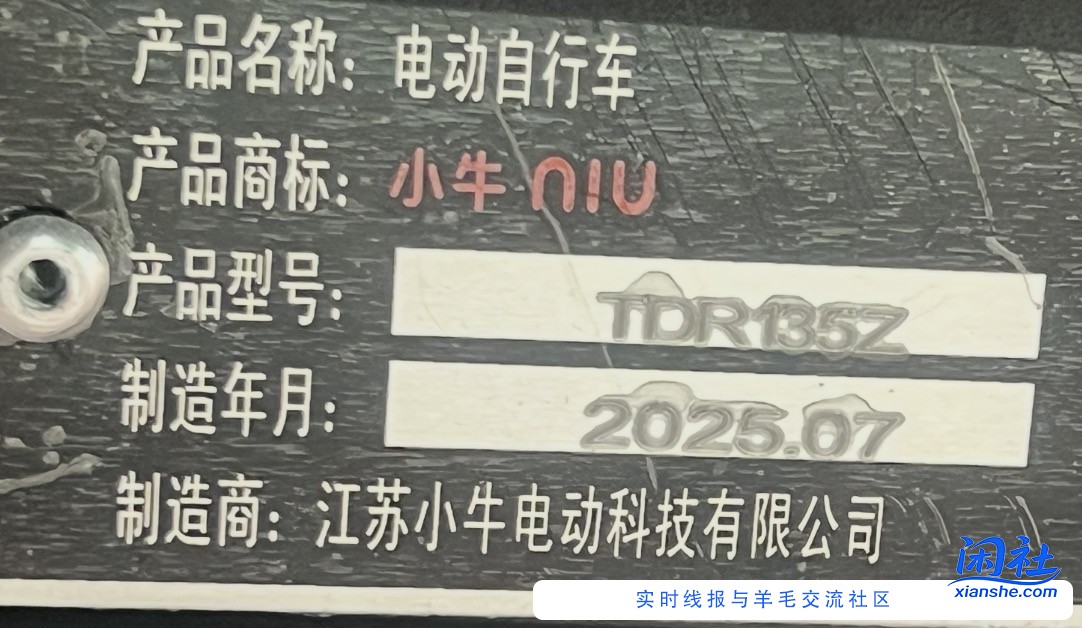 产品名称：电动自行车
产品商标：小牛 NIU
产品型号：TDR135Z
制造年月：2025.07
制造商：江苏小牛电动科技有限公司
闲社
xianshe.com
实时线报与羊毛交流社区